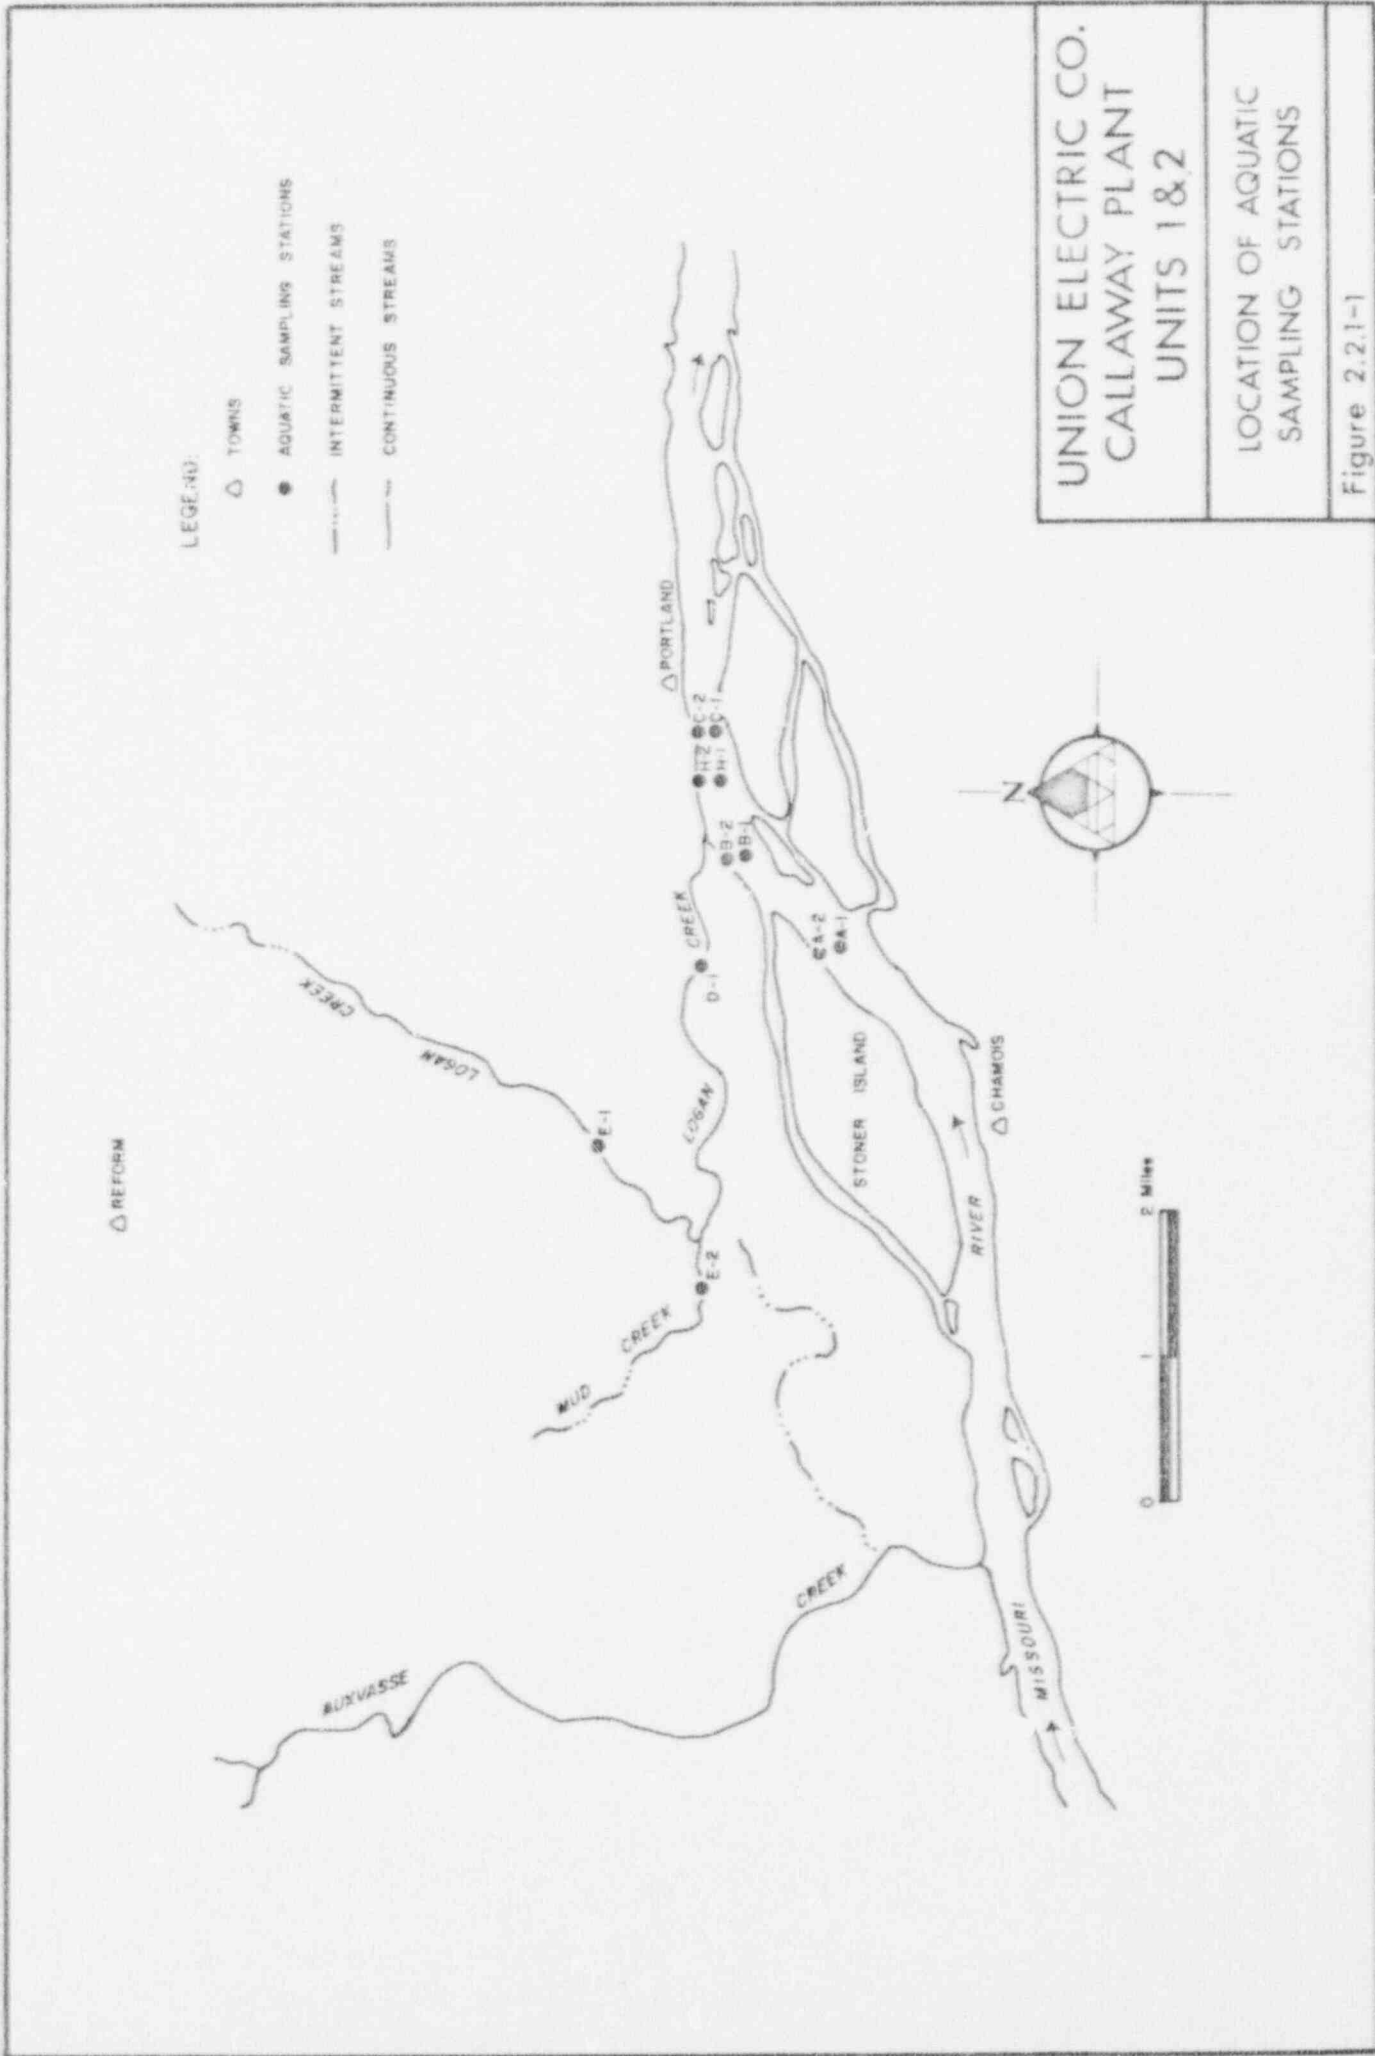 LEGEND:
TOWNS
AQUATIC SAMPLING STATIONS
INTERMITTENT STREAMS
CONTINUOUS STREAMS
REFORM
AUXVASSE
CREEK
MUD
CREEK
E-2
E-1
LOGAN
CREEK
LOGAN
CREEK
D-1
PORTLAND
C-2
C-1
H-2
H-1
B-2
B-1
A-2
A-1
STONER ISLAND
MISSOURI
RIVER
CHAMOIS
N
0 1 2 Miles
UNION ELECTRIC CO.
CALLAWAY PLANT
UNITS 1 & 2
LOCATION OF AQUATIC
SAMPLING STATIONS
Figure 2.2.1-1